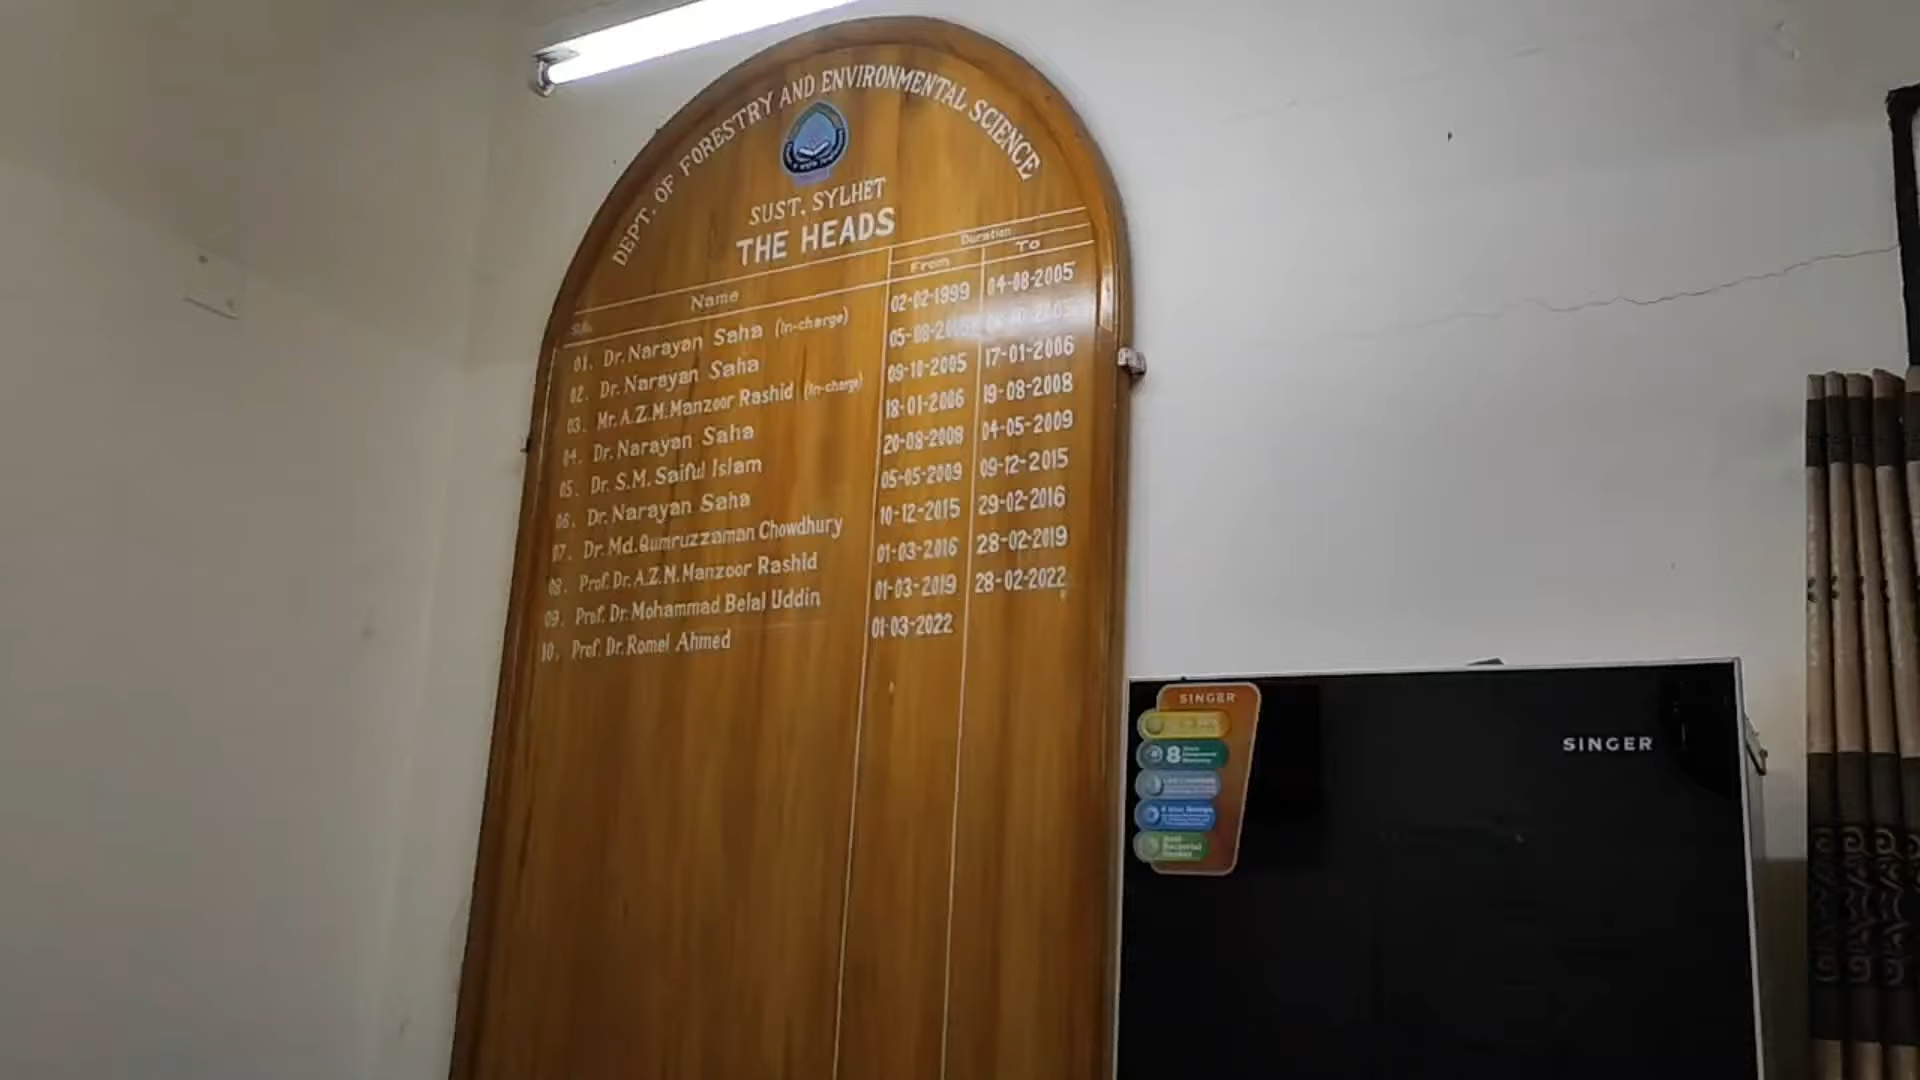 DEPT. OF FORESTRY AND ENVIRONMENTAL SCIENCE
SUST, SYLHET
THE HEADS
Sl.No. Name Duration
From To
01. Dr. Narayan Saha (In-charge) 02-02-1999 04-08-2005
02. Dr. Narayan Saha 05-08-2005
03. Mr. A.Z.M. Manzoor Rashid (In-charge) 09-10-2005 17-01-2006
04. Dr. Narayan Saha 18-01-2006 19-08-2008
05. Dr. S.M. Saiful Islam 20-08-2008 04-05-2009
06. Dr. Narayan Saha 05-05-2009 09-12-2015
07. Dr. Md. Qumruzzaman Chowdhury 10-12-2015 29-02-2016
08. Prof. Dr. A.Z.M. Manzoor Rashid 01-03-2016 28-02-2019
09. Prof. Dr. Mohammad Belal Uddin 01-03-2019 28-02-2022
10. Prof. Dr. Romel Ahmed 01-03-2022
SINGER
8
SINGER